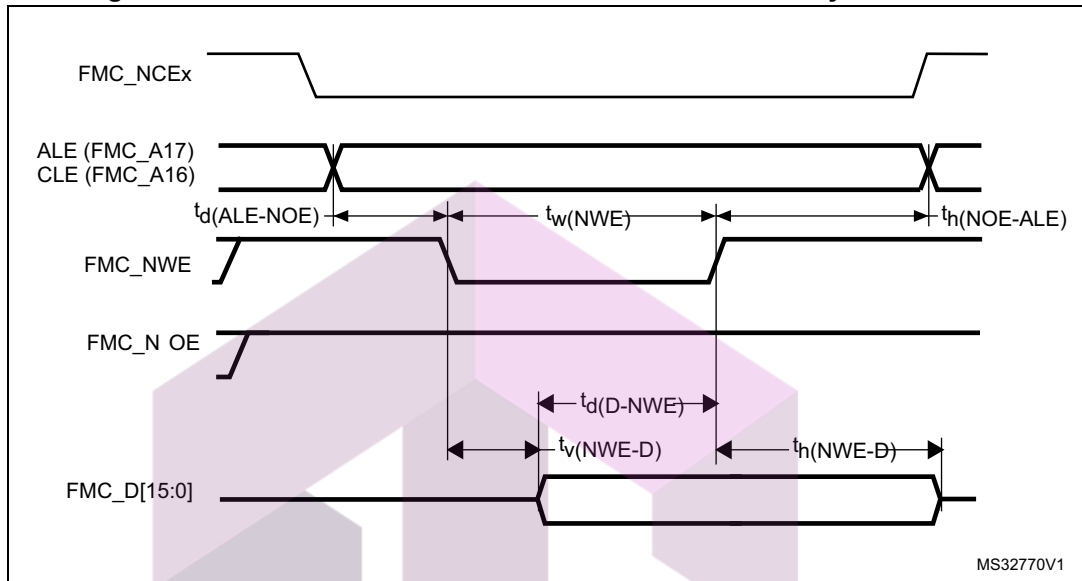 FMC_NCEx
ALE (FMC_A17)
CLE (FMC_A16)
td(ALE-NOE)
tw(NWE)
th(NOE-ALE)
FMC_NWE
FMC_N OE
td(D-NWE)
tv(NWE-D)
th(NWE-D)
FMC_D[15:0]
MS32770V1